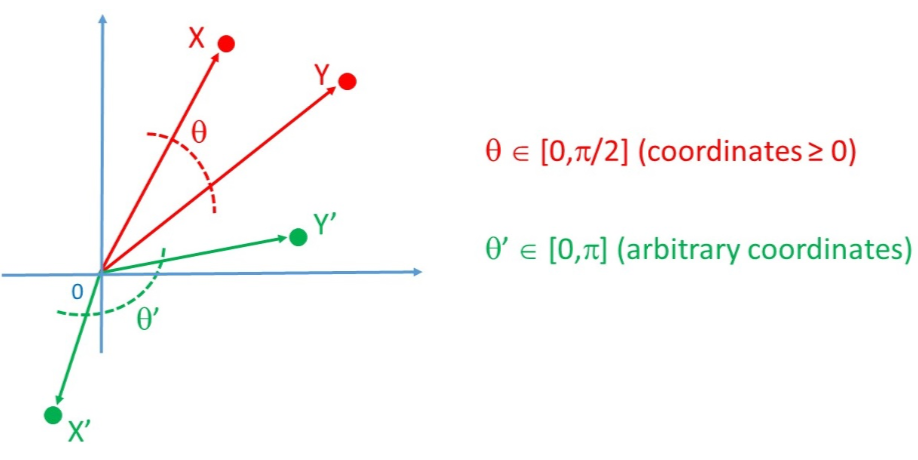 X
Y
θ
θ ∈ [0,π/2] (coordinates ≥ 0)
Y’
θ’ ∈ [0,π] (arbitrary coordinates)
0
θ’
X’